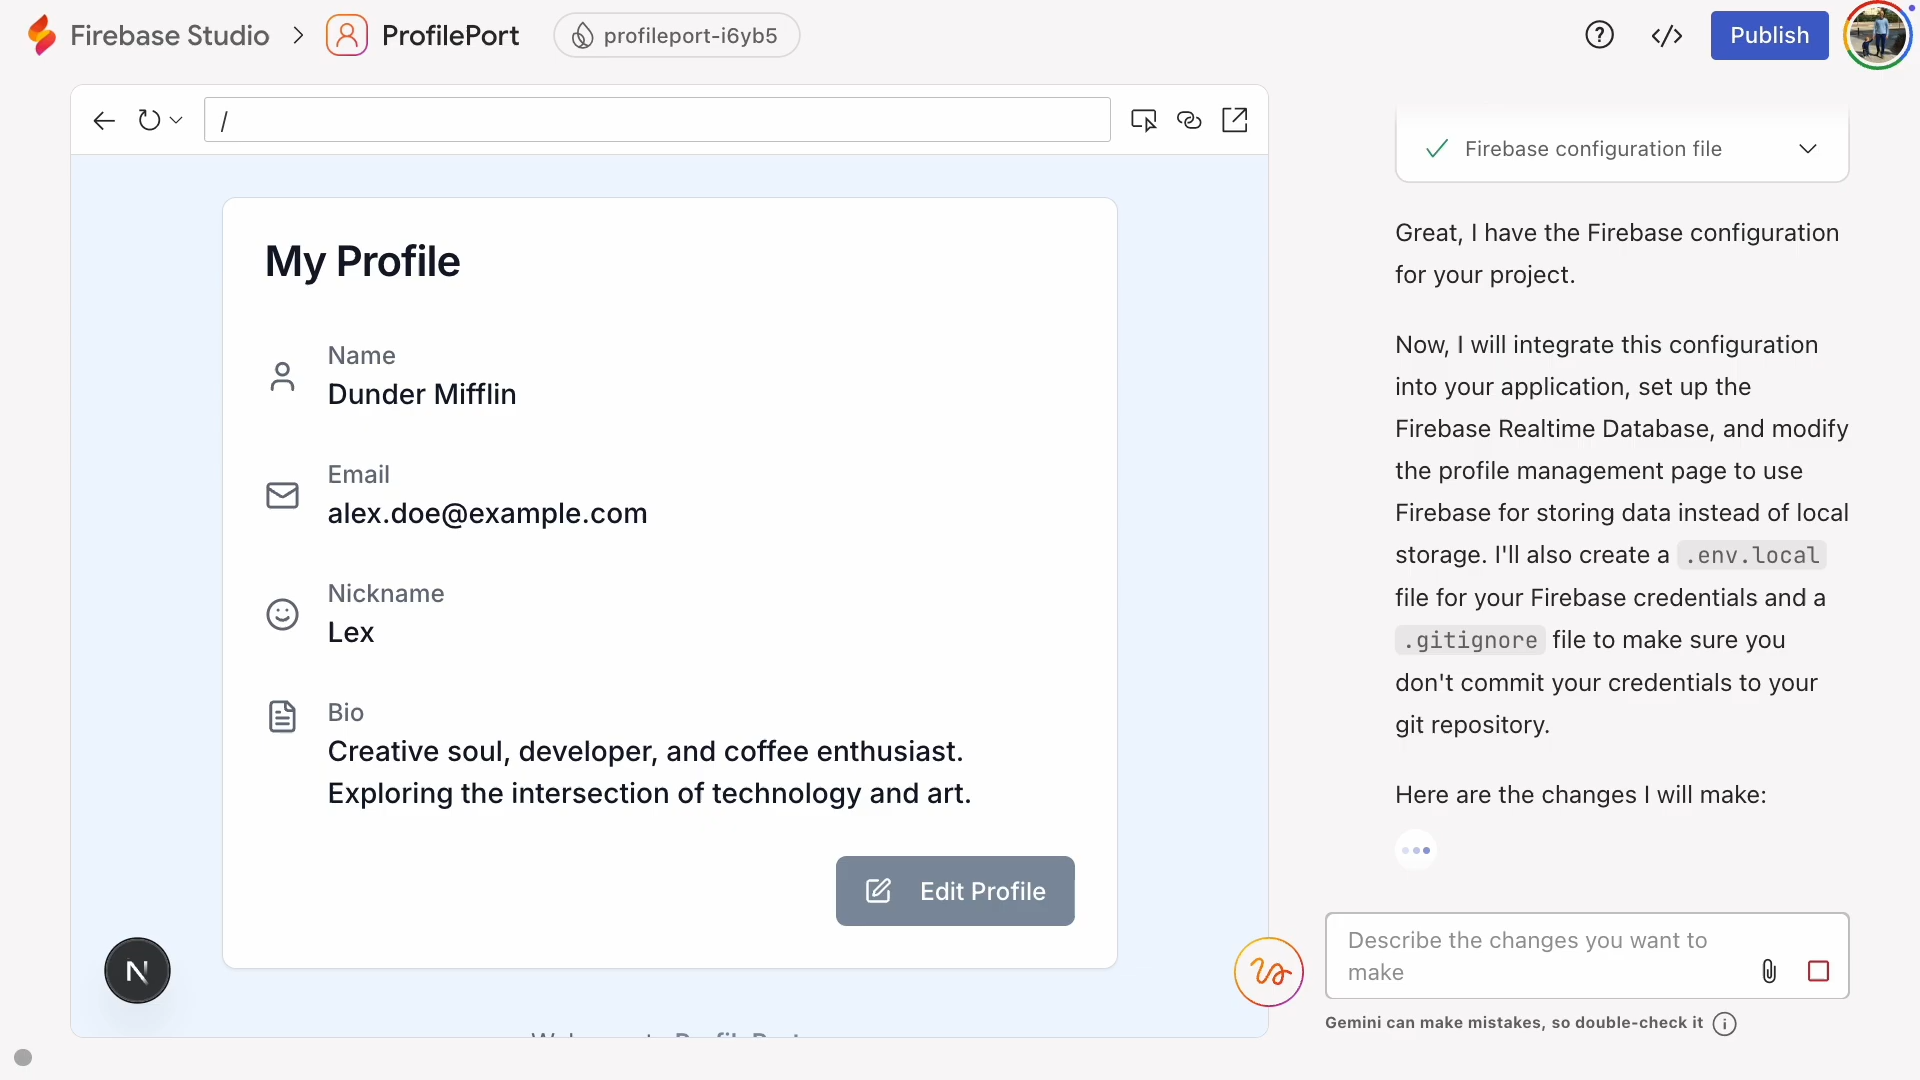 Firebase Studio
ProfilePort
profileport-i6yb5
Publish
/
My Profile
Name
Dunder Mifflin
Email
alex.doe@example.com
Nickname
Lex
Bio
Creative soul, developer, and coffee enthusiast.
Exploring the intersection of technology and art.
Edit Profile
N
Firebase configuration file
Great, I have the Firebase configuration
for your project.
Now, I will integrate this configuration
into your application, set up the
Firebase Realtime Database, and modify
the profile management page to use
Firebase for storing data instead of local
storage. I'll also create a .env.local
file for your Firebase credentials and a
.gitignore file to make sure you
don't commit your credentials to your
git repository.
Here are the changes I will make:
Describe the changes you want to
make
Gemini can make mistakes, so double-check it